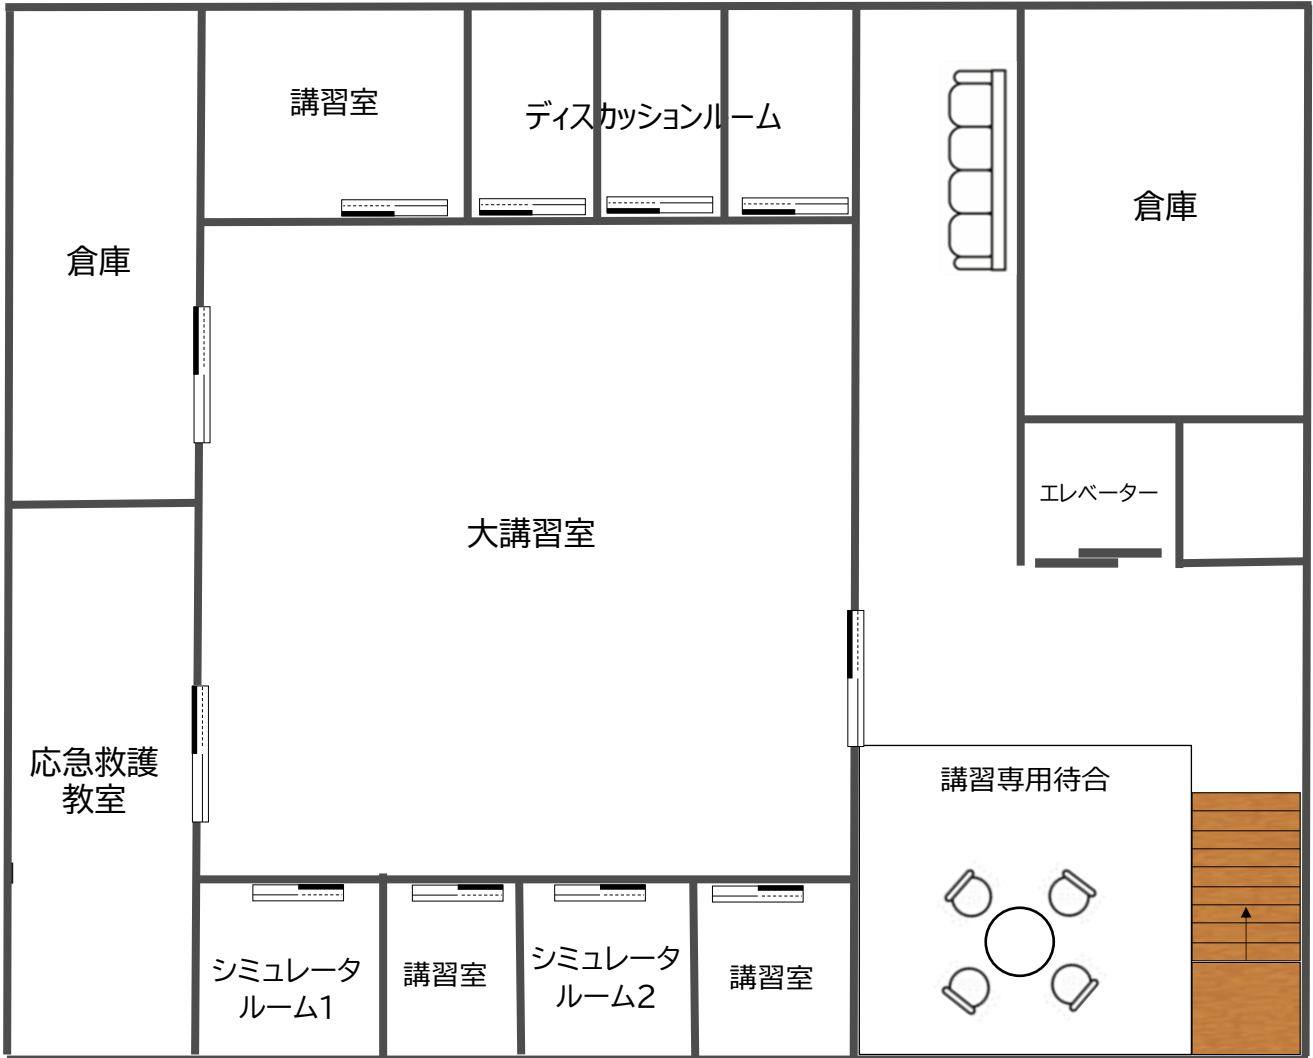 講習室
ディスカッションルーム
倉庫
倉庫
エレベーター
大講習室
応急救護
教室
講習専用待合
シミュレータ
ルーム1
講習室
シミュレータ
ルーム2
講習室